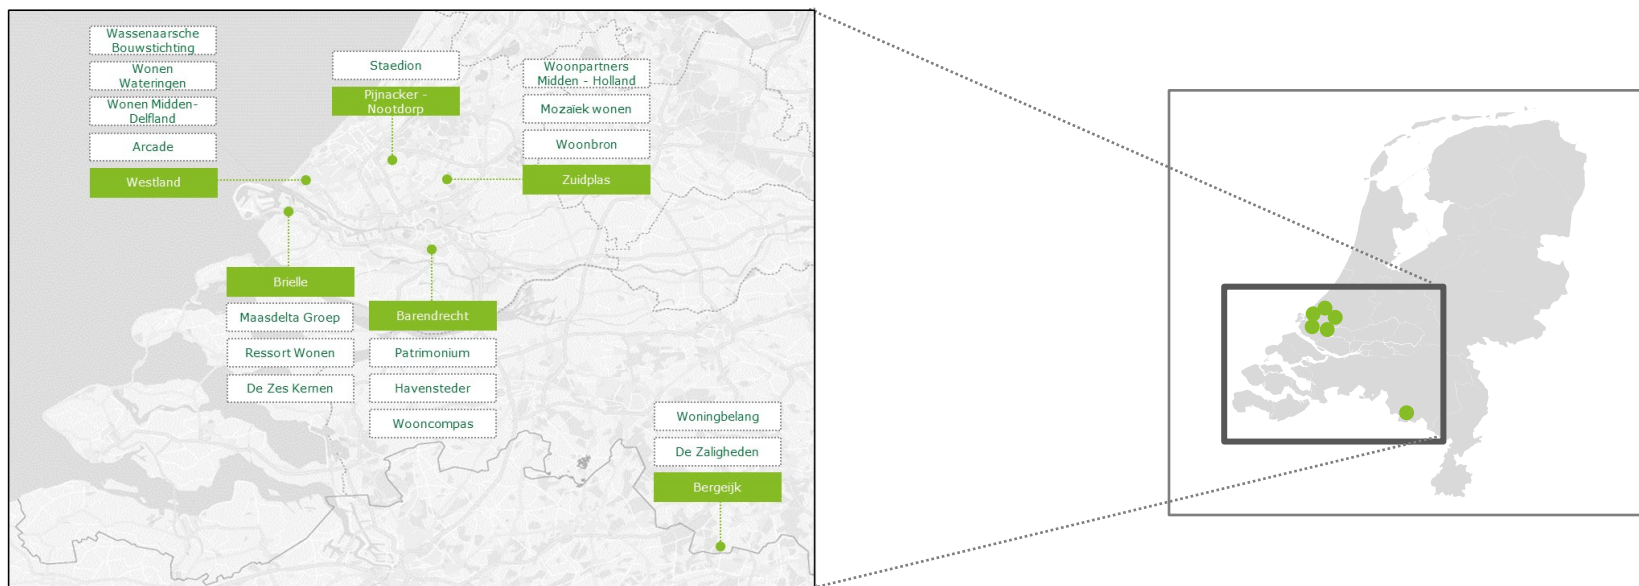 Wassenaarsche
Bouwstichting
Wonen
Wateringen
Wonen Midden-
Delfland
Arcade
Westland
Staedion
Pijnacker -
Nootdorp
Woonpartners
Midden - Holland
Mozaïek wonen
Woonbron
Zuidplas
Brielle
Maasdelta Groep
Ressort Wonen
De Zes Kernen
Barendrecht
Patrimonium
Havensteder
Wooncompas
Woningbelang
De Zaligheden
Bergeijk